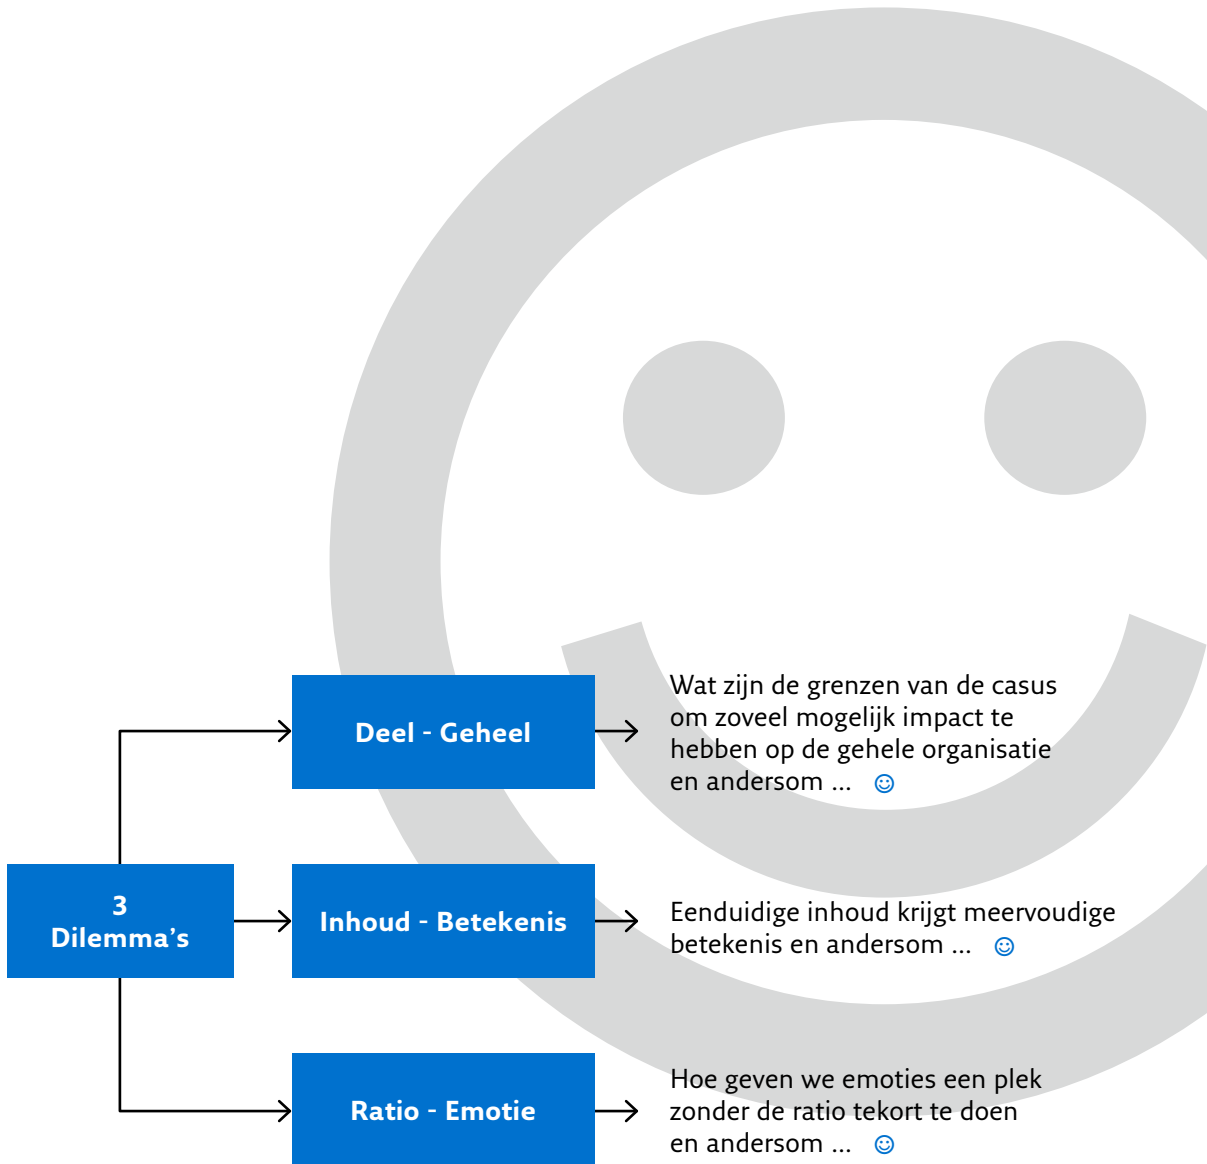 Deel - Geheel
Wat zijn de grenzen van de casus
om zoveel mogelijk impact te
hebben op de gehele organisatie
en andersom ... ☺
3
Dilemma’s
Inhoud - Betekenis
Eenduidige inhoud krijgt meervoudige
betekenis en andersom ... ☺
Ratio - Emotie
Hoe geven we emoties een plek
zonder de ratio tekort te doen
en andersom ... ☺